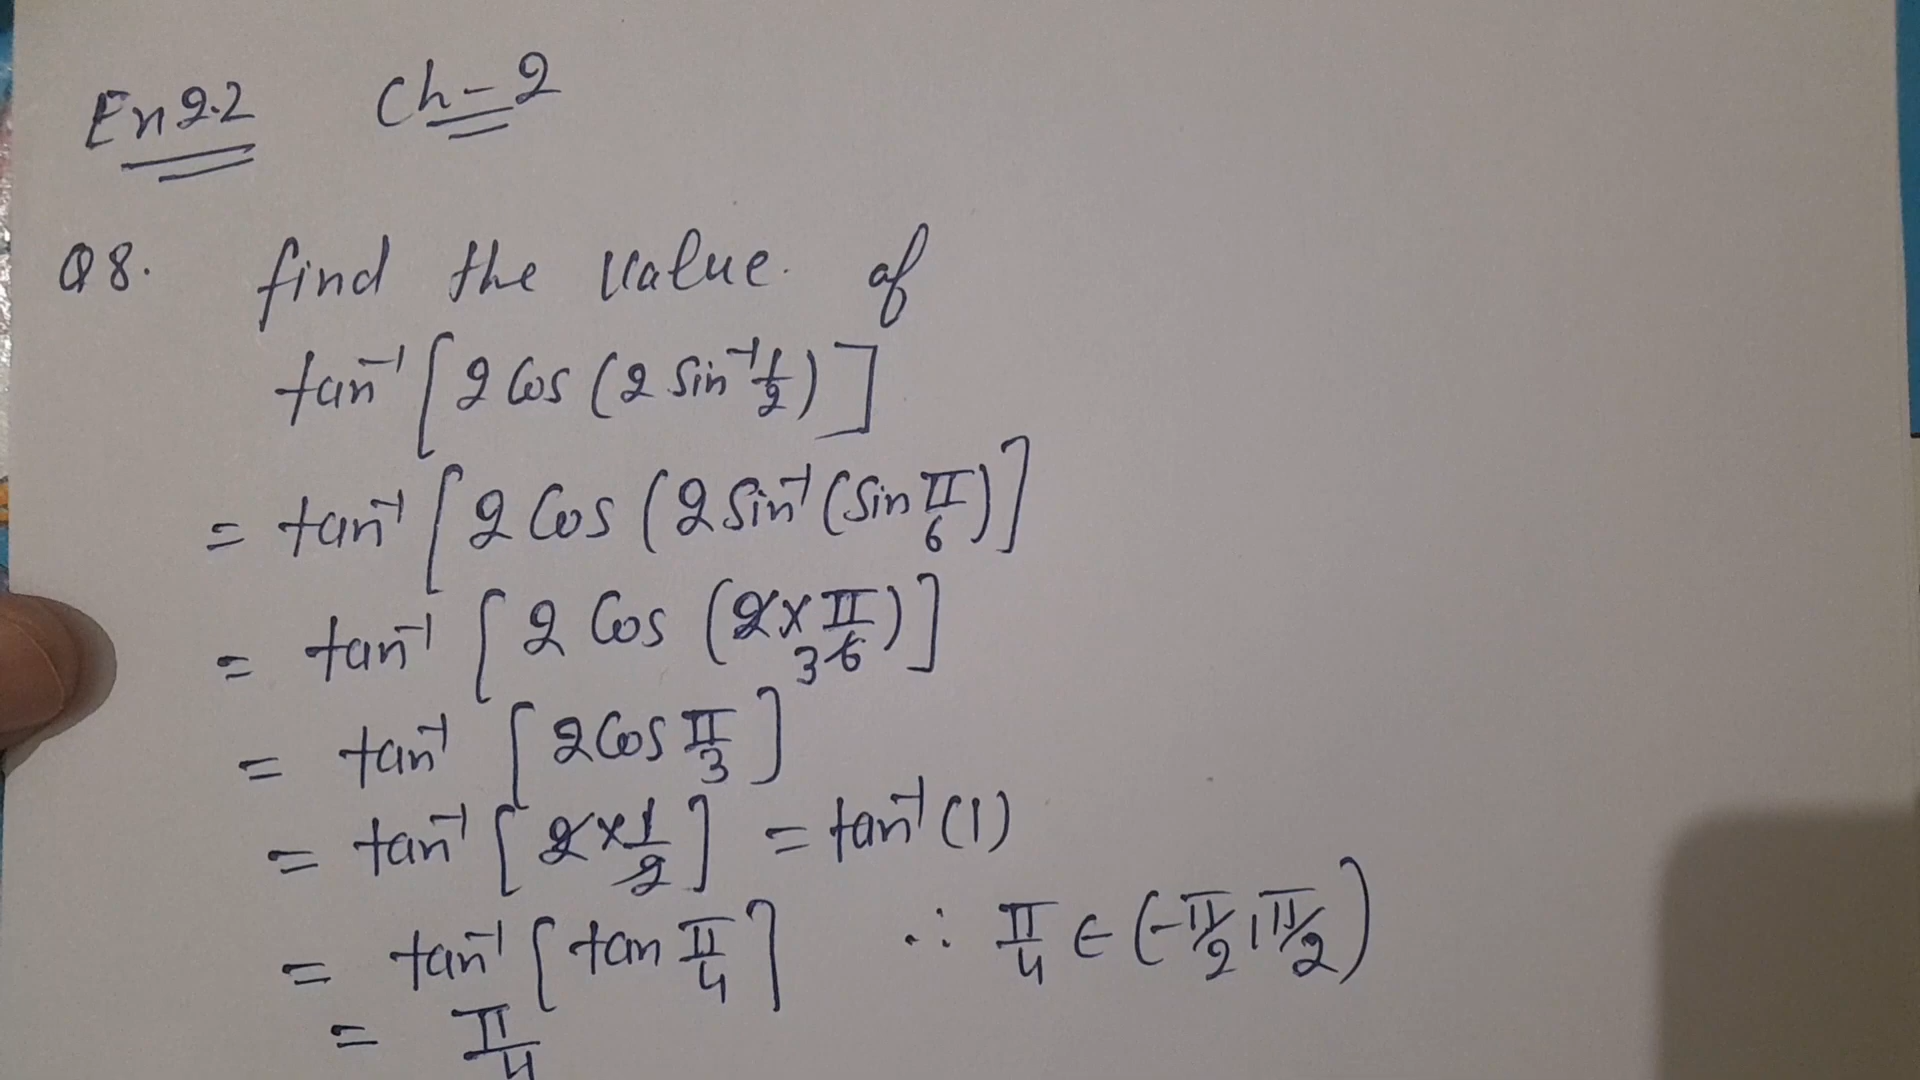 Ex 2.2 Ch-2
Q8. find the value of
tan⁻¹[2 Cos (2 Sin⁻¹ 1/2)]
= tan⁻¹[2 Cos (2 Sin⁻¹ (Sin π/6)]
= tan⁻¹[2 Cos (2 × π/6)] 3
= tan⁻¹[2 Cos π/3]
= tan⁻¹[2 × 1/2] = tan⁻¹(1)
= tan⁻¹[tan π/4] ∴ π/4 ∈ (-π/2, π/2)
= π/4